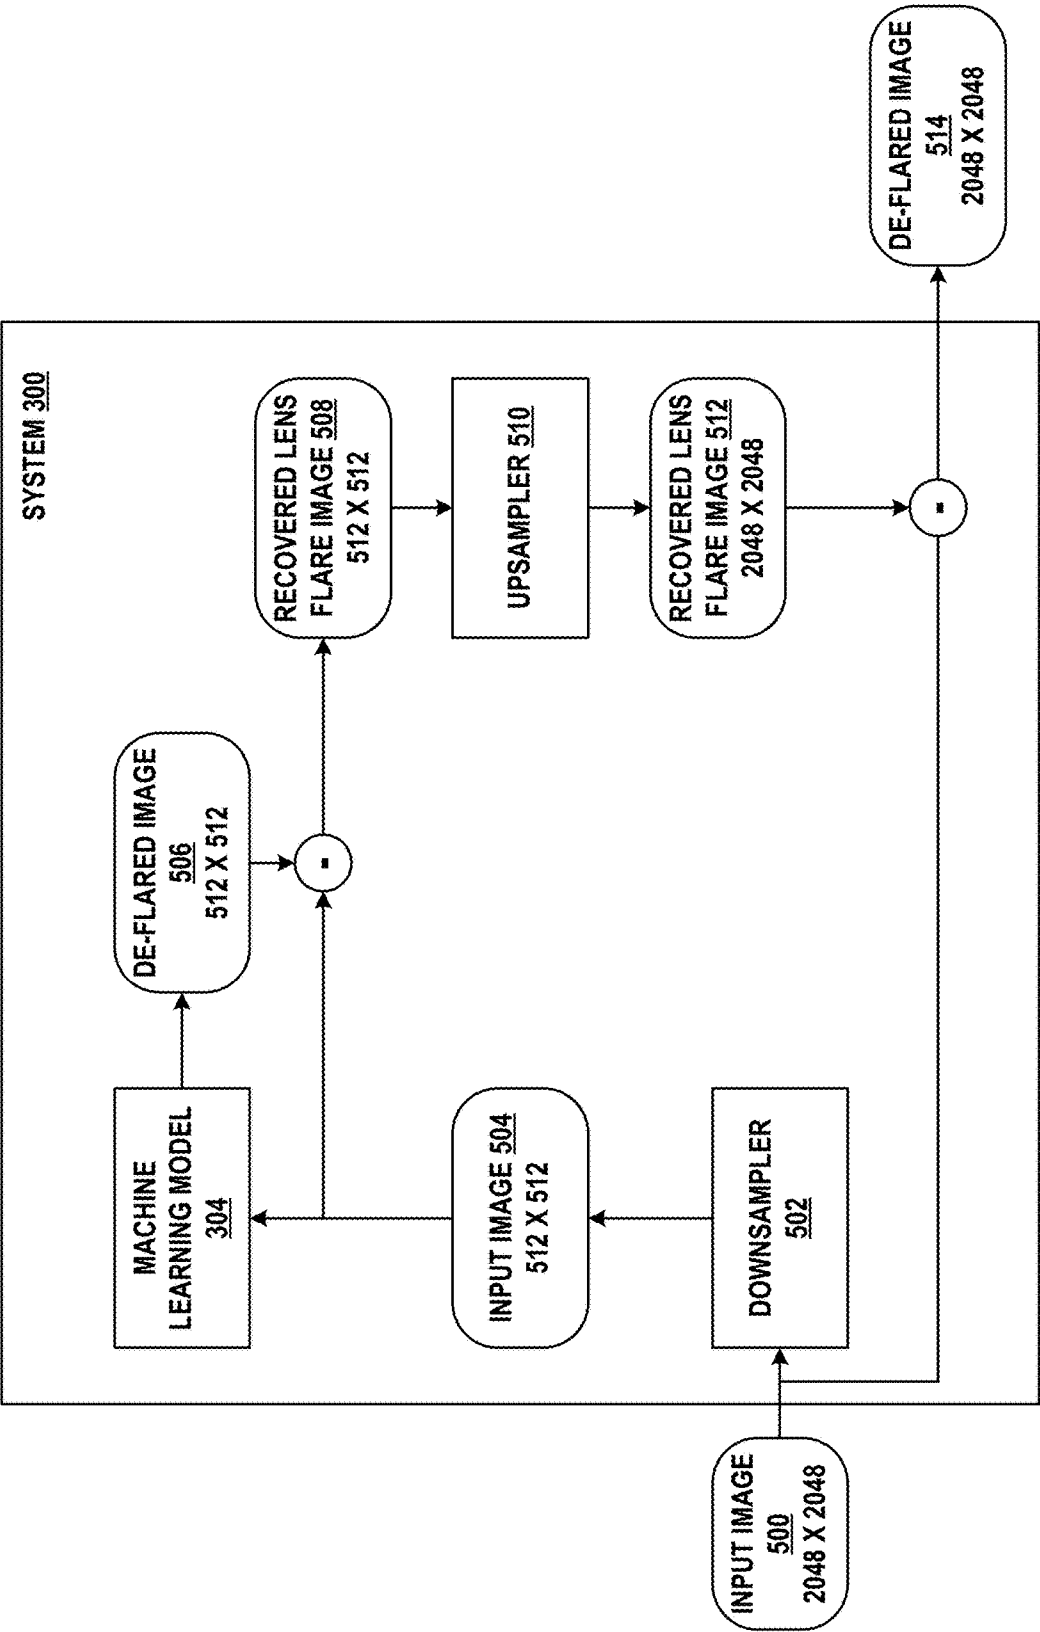 SYSTEM 300
MACHINE
LEARNING MODEL
304
DE-FLARED IMAGE
506
512 X 512
RECOVERED LENS
FLARE IMAGE 508
512 X 512
INPUT IMAGE 504
512 X 512
UPSAMPLER 510
RECOVERED LENS
FLARE IMAGE 512
2048 X 2048
DOWNSAMPLER
502
INPUT IMAGE
500
2048 X 2048
-
-
DE-FLARED IMAGE
514
2048 X 2048